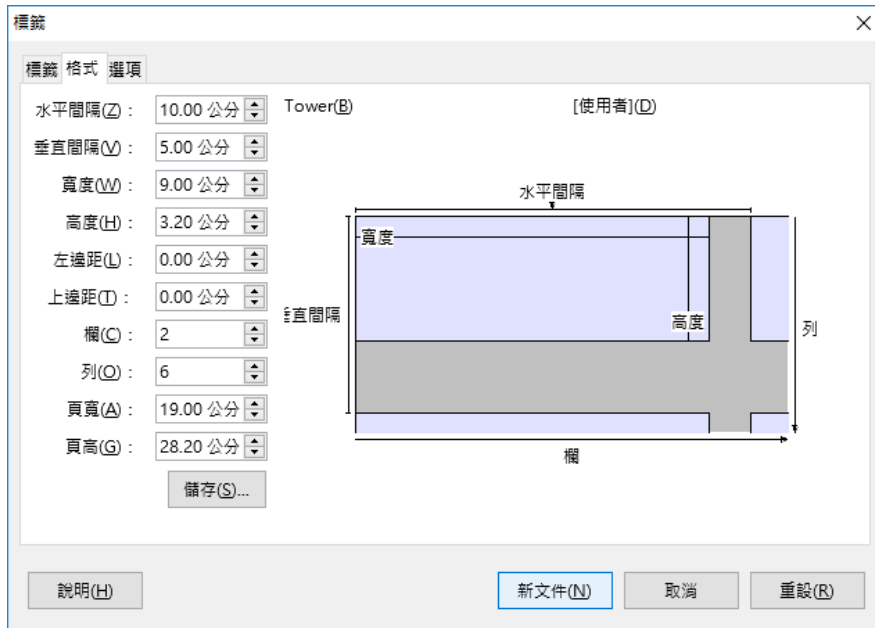 標籤
標籤 格式 選項
水平間隔(Z)： 10.00 公分
垂直間隔(V)： 5.00 公分
寬度(W)： 9.00 公分
高度(H)： 3.20 公分
左邊距(L)： 0.00 公分
上邊距(T)： 0.00 公分
欄(C)： 2
列(O)： 6
頁寬(A)： 19.00 公分
頁高(G)： 28.20 公分
儲存(S)...
Tower(B) [使用者](D)
水平間隔
寬度
垂直間隔
高度
列
欄
說明(H) 新文件(N) 取消 重設(R)